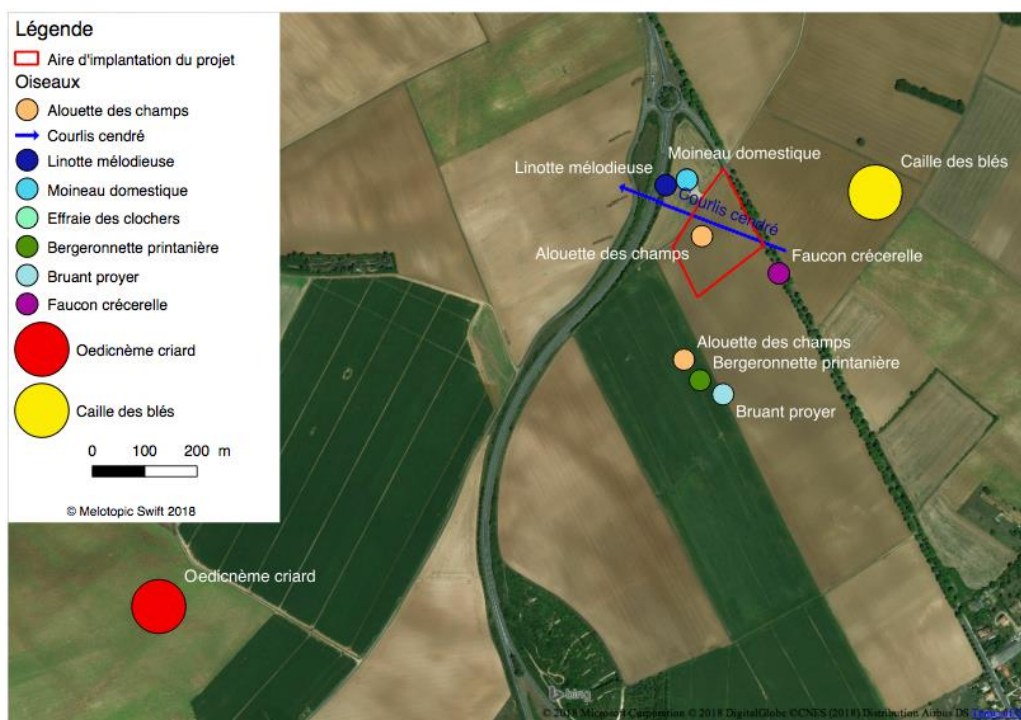 Légende
Aire d'implantation du projet
Oiseaux
Alouette des champs
Courlis cendré
Linotte mélodieuse
Moineau domestique
Effraie des clochers
Bergeronnette printanière
Bruant proyer
Faucon crécerelle
Oedicnème criard
Caille des blés
0 100 200 m
© Melotopic Swift 2018
Moineau domestique
Linotte mélodieuse
Caille des blés
Courlis cendré
Alouette des champs
Faucon crécerelle
Alouette des champs
Bergeronnette printanière
Bruant proyer
Oedicnème criard
bing
© 2018 Microsoft Corporation © 2018 DigitalGlobe ©CNES (2018) Distribution Airbus DS